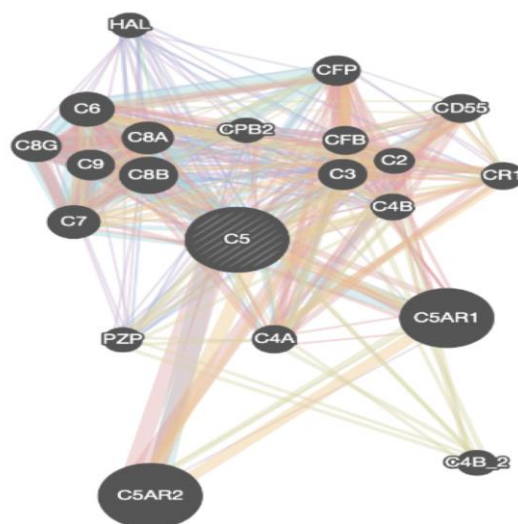 HAL
CFP
C6
CD55
CPB2
C8A
C8G
CFB
C9
C2
C8B
C3
CR1
C4B
C7
C5
C5AR1
PZP
C4A
C4B_2
C5AR2